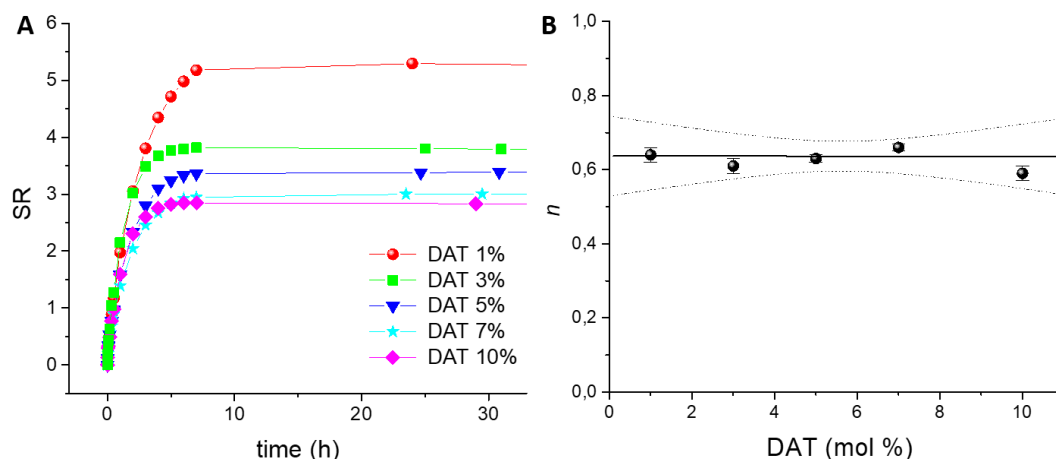 A
6
5
4
3
2
1
0
SR
0
10
20
30
time (h)
DAT 1%
DAT 3%
DAT 5%
DAT 7%
DAT 10%
B
1,0
0,8
0,6
0,4
0,2
0,0
n
0
2
4
6
8
10
DAT (mol %)